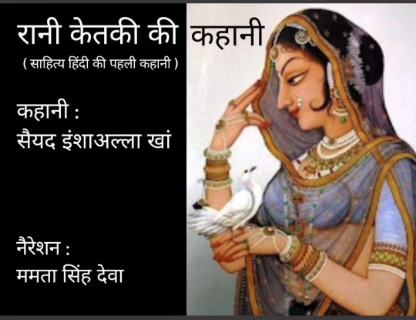 रानी केतकी की कहानी
( साहित्य हिंदी की पहली कहानी )
कहानी :
सैयद इंशाअल्ला खां
नैरेशन :
ममता सिंह देवा